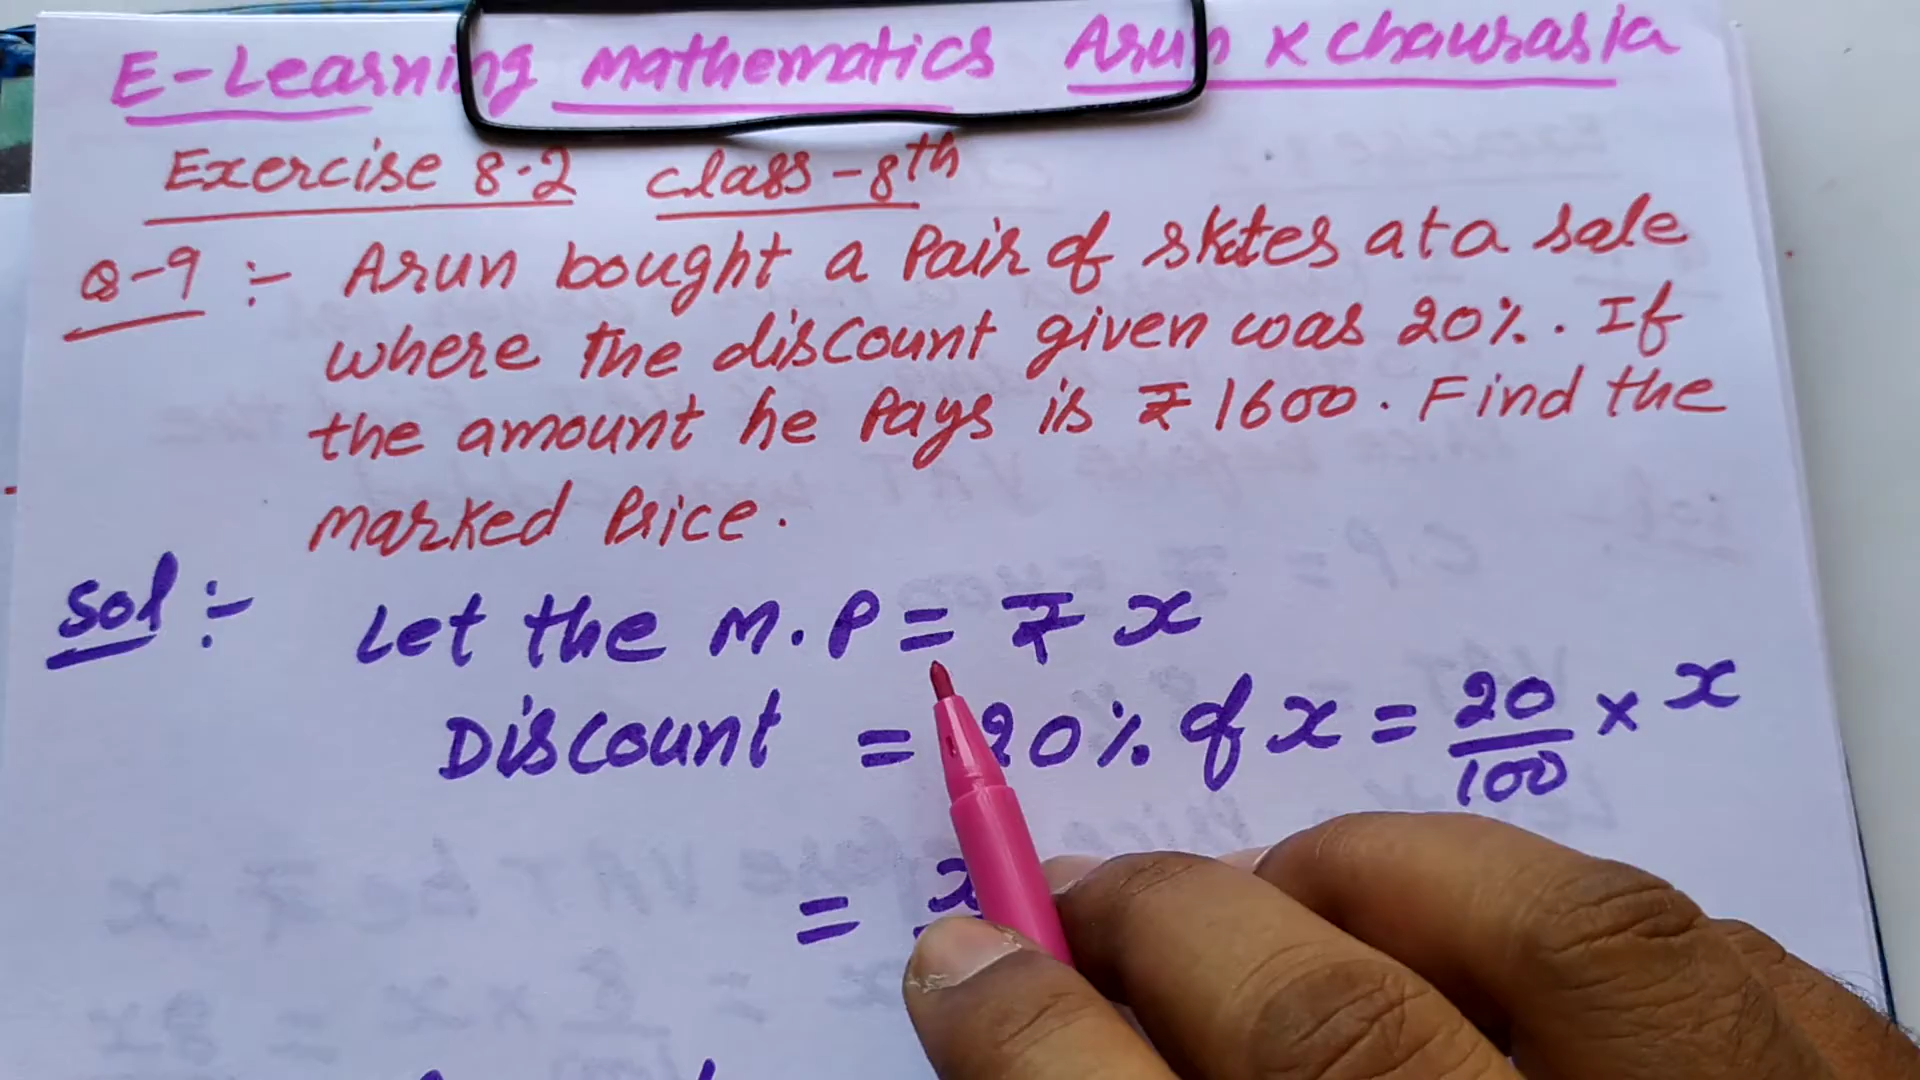 E-Learning mathematics Arun x chaurasia
Exercise 8.2 class-8th
Q-9 :- Arun bought a Pair of sktes at a sale
where the discount given was 20%. If
the amount he Pays is ₹ 1600. Find the
marked Price.
Sol :- Let the M.P = ₹ x
Discount = 20% of x = 20/100 × x
= x